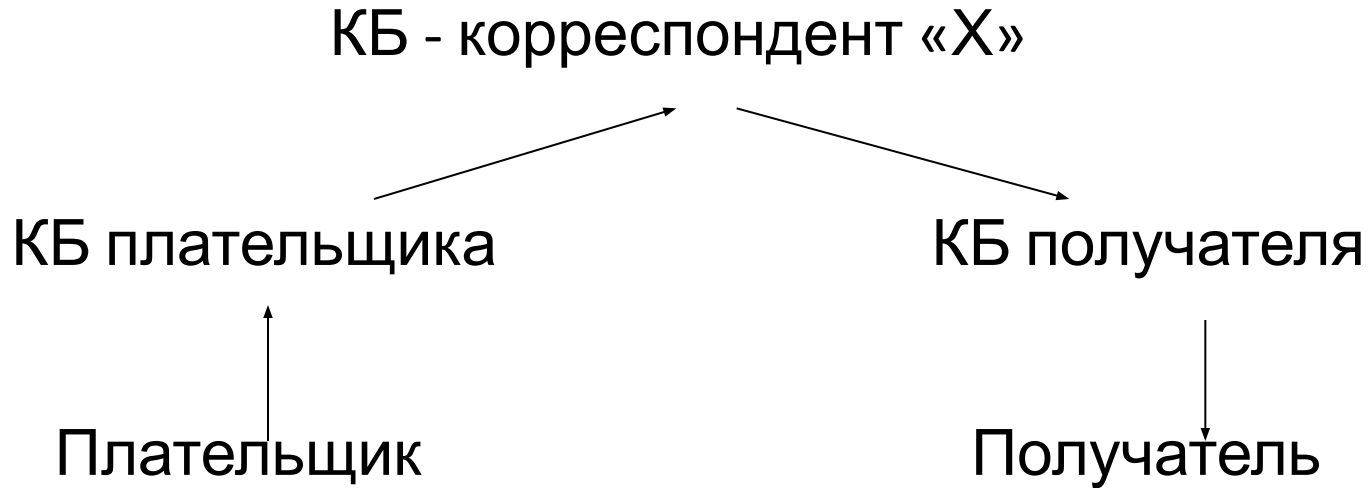 КБ - корреспондент «Х»
КБ плательщика
КБ получателя
Плательщик
Получатель